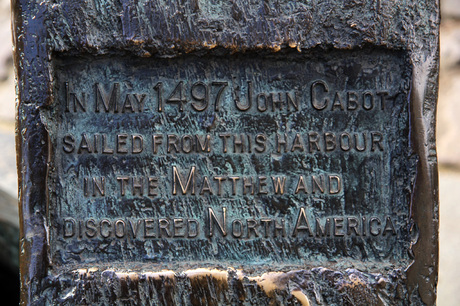 In May 1497 John Cabot
sailed from this harbour
in the Matthew and
discovered North America